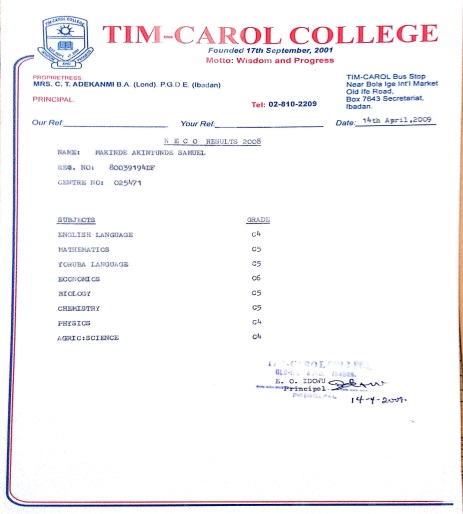 TIM-CAROL COLLEGE
Founded 17th September, 2001
Motto: Wisdom and Progress
PROPRIETRESS
MRS. C. T. ADEKANMI B.A. (Lond). P.G.D.E. (Ibadan)
PRINCIPAL
TIM-CAROL Bus Stop
Near Bola Ige Int'l Market
Old Ife Road,
Box 7643 Secretariat,
Ibadan.
Tel: 02-810-2209
Our Ref: Your Ref: Date: 14th April,2009
N E C O RESULTS 2008
NAME: MAKINDE AKINTUNDE SAMUEL
REG. NO: 80039194DF
CENTRE NO: 025471
SUBJECTS GRADE
ENGLISH LANGUAGE C4
MATHEMATICS C5
YORUBA LANGUAGE C5
ECONOMICS C6
BIOLOGY C5
CHEMISTRY C5
PHYSICS C4
AGRIC:SCIENCE C4
E. O. IDOWU
Principal